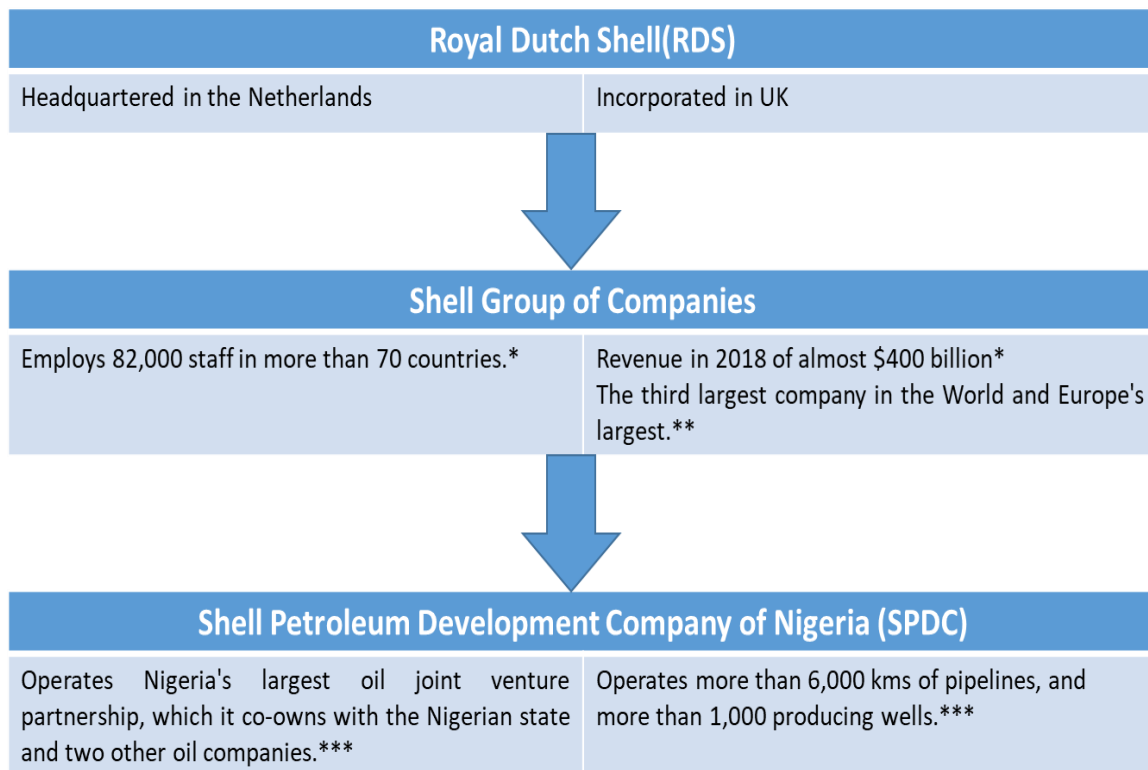 Royal Dutch Shell(RDS)
Headquartered in the Netherlands
Incorporated in UK
Shell Group of Companies
Employs 82,000 staff in more than 70 countries.*
Revenue in 2018 of almost $400 billion*
The third largest company in the World and Europe's
largest.**
Shell Petroleum Development Company of Nigeria (SPDC)
Operates Nigeria's largest oil joint venture
partnership, which it co-owns with the Nigerian state
and two other oil companies.***
Operates more than 6,000 kms of pipelines, and
more than 1,000 producing wells.***